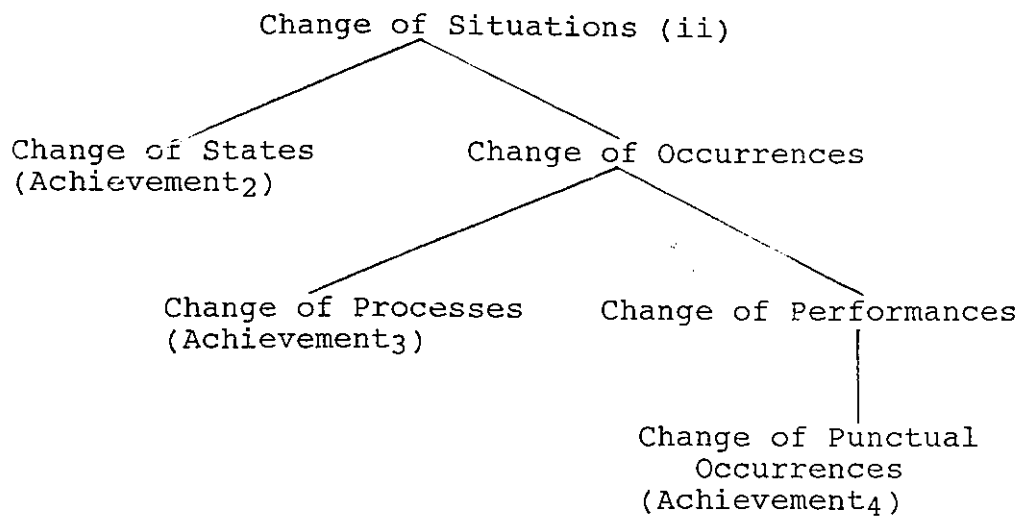 Change of Situations (ii)
Change of States
(Achievement2)
Change of Occurrences
Change of Processes
(Achievement3)
Change of Performances
Change of Punctual
Occurrences
(Achievement4)